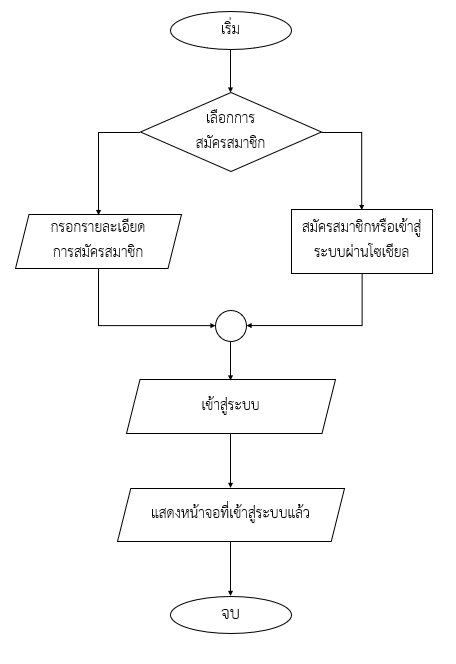 เริ่ม
เลือกการ
สมัครสมาชิก
กรอกรายละเอียด
การสมัครสมาชิก
สมัครสมาชิกหรือเข้าสู่
ระบบผ่านโซเชียล
เข้าสู่ระบบ
แสดงหน้าจอที่เข้าสู่ระบบแล้ว
จบ